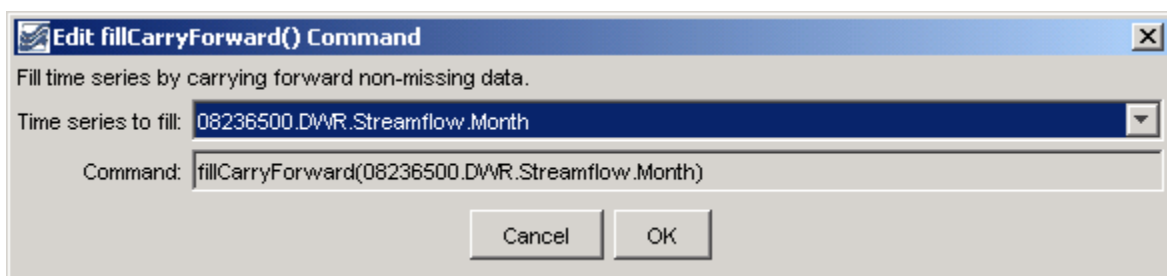 Edit fillCarryForward() Command
Fill time series by carrying forward non-missing data.
Time series to fill: 08236500.DWR.Streamflow.Month
Command: fillCarryForward(08236500.DWR.Streamflow.Month)
Cancel OK